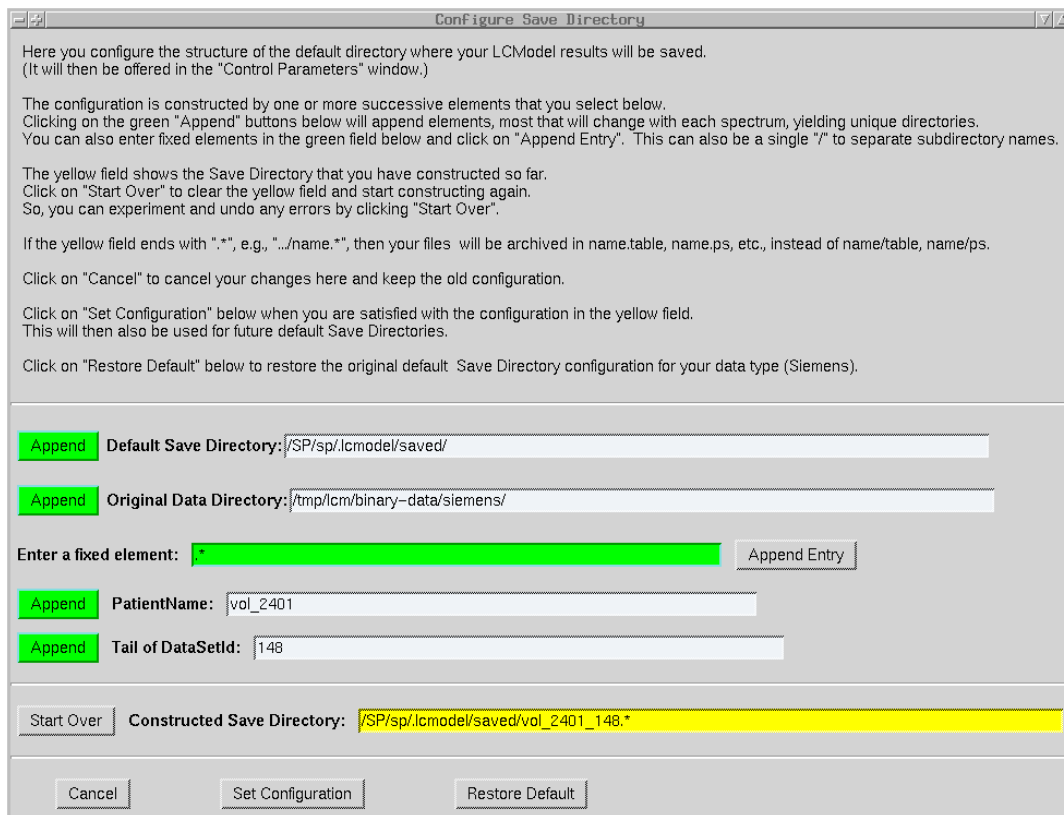 Configure Save Directory
Here you configure the structure of the default directory where your LCModel results will be saved.
(It will then be offered in the "Control Parameters" window.)
The configuration is constructed by one or more successive elements that you select below.
Clicking on the green "Append" buttons below will append elements, most that will change with each spectrum, yielding unique directories.
You can also enter fixed elements in the green field below and click on "Append Entry".  This can also be a single "/" to separate subdirectory names.
The yellow field shows the Save Directory that you have constructed so far.
Click on "Start Over" to clear the yellow field and start constructing again.
So, you can experiment and undo any errors by clicking "Start Over".
If the yellow field ends with ".*", e.g., ".../name.*", then your files  will be archived in name.table, name.ps, etc., instead of name/table, name/ps.
Click on "Cancel" to cancel your changes here and keep the old configuration.
Click on "Set Configuration" below when you are satisfied with the configuration in the yellow field.
This will then also be used for future default Save Directories.
Click on "Restore Default" below to restore the original default  Save Directory configuration for your data type (Siemens).
Append Default Save Directory: /SP/sp/.lcmodel/saved/
Append Original Data Directory: /tmp/lcm/binary-data/siemens/
Enter a fixed element: .* Append Entry
Append PatientName: vol_2401
Append Tail of DataSetId: 148
Start Over Constructed Save Directory: /SP/sp/.lcmodel/saved/vol_2401_148.*
Cancel Set Configuration Restore Default